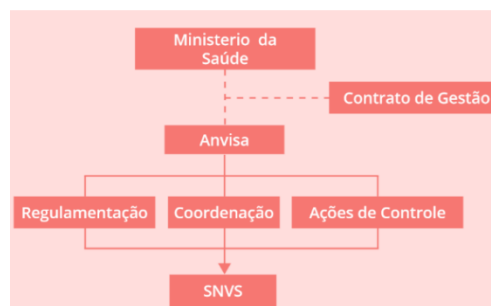 Ministerio da
Saúde
Contrato de Gestão
Anvisa
Regulamentação
Coordenação
Ações de Controle
SNVS